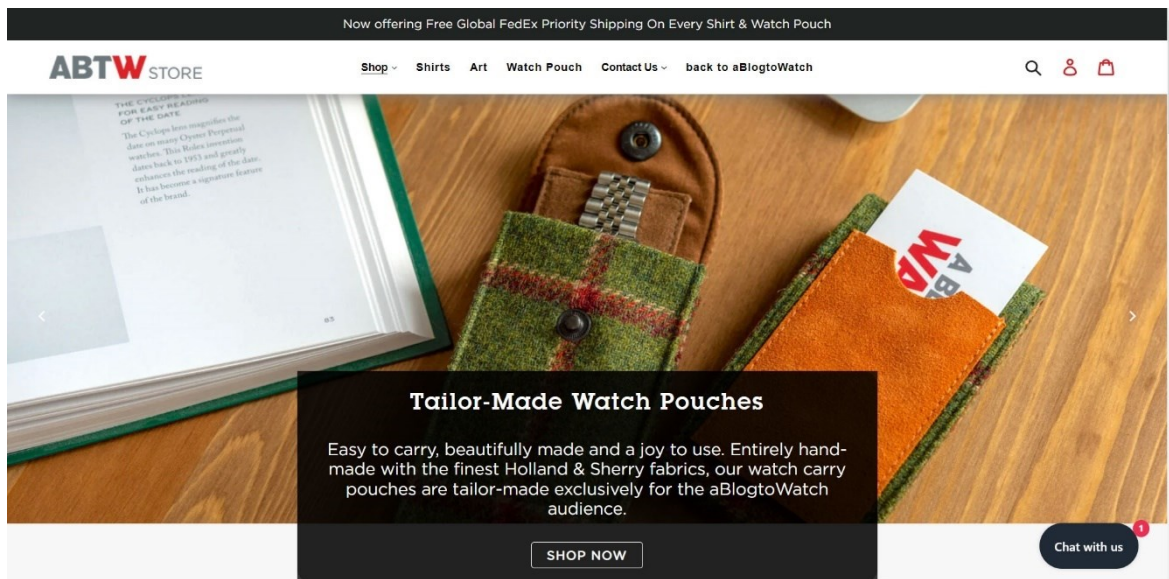 Now offering Free Global FedEx Priority Shipping On Every Shirt & Watch Pouch
ABTW STORE
Shop Shirts Art Watch Pouch Contact Us back to aBlogtoWatch
THE CYCLOPS
FOR EASY READING
OF THE DATE
The Cyclops lens magnifies the
date on many Oyster Perpetual
watches. This Rolex invention
dates back to 1953 and greatly
enhances the reading of the date.
It has become a signature feature
of the brand.
83
A B
WA
Tailor-Made Watch Pouches
Easy to carry, beautifully made and a joy to use. Entirely hand-
made with the finest Holland & Sherry fabrics, our watch carry
pouches are tailor-made exclusively for the aBlogtoWatch
audience.
SHOP NOW
1
Chat with us